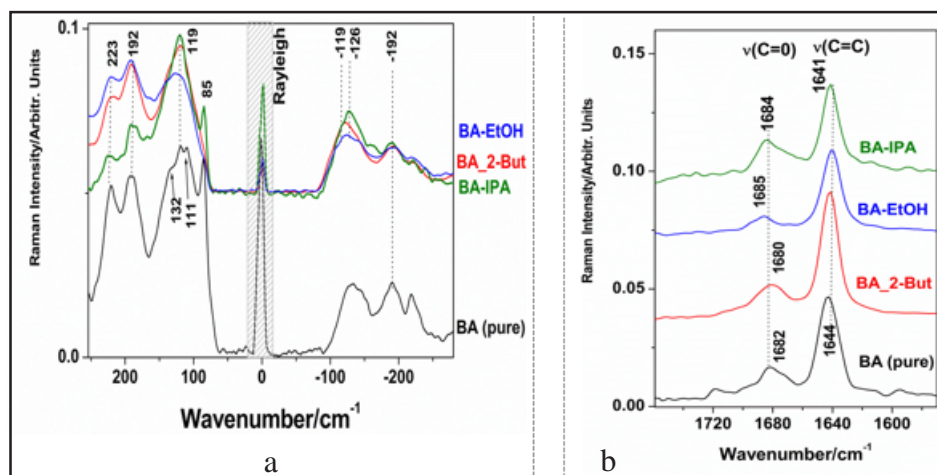 0.1
223
192
119
85
Rayleigh
-119
-126
-192
BA-EtOH
BA_2-But
BA-IPA
132
111
BA (pure)
0.0
200
100
0
-100
-200
Raman Intensity/Arbitr. Units
Wavenumber/cm-1
a
0.15
0.10
0.05
0.00
ν(C=0)
ν(C=C)
1641
1684
BA-IPA
1685
BA-EtOH
1680
BA_2-But
1682
1644
BA (pure)
1720
1680
1640
1600
Raman Intensity/Arbitr. Units
Wavenumber/cm-1
b